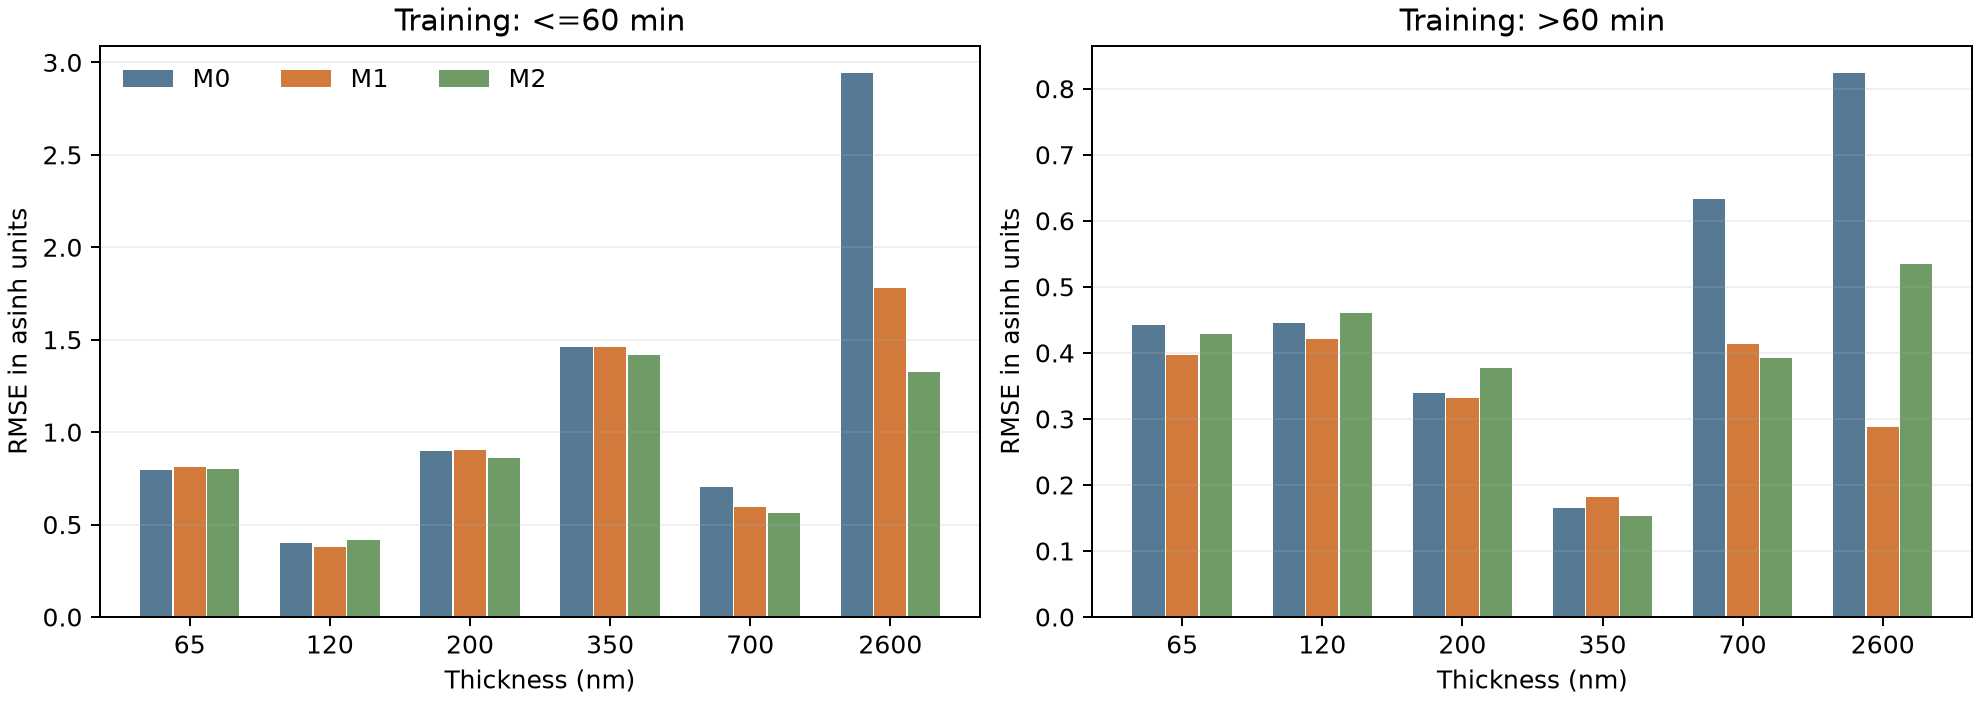 Training: <=60 min
RMSE in asinh units
3.0
2.5
2.0
1.5
1.0
0.5
0.0
M0 M1 M2
65 120 200 350 700 2600
Thickness (nm)
Training: >60 min
RMSE in asinh units
0.8
0.7
0.6
0.5
0.4
0.3
0.2
0.1
0.0
65 120 200 350 700 2600
Thickness (nm)